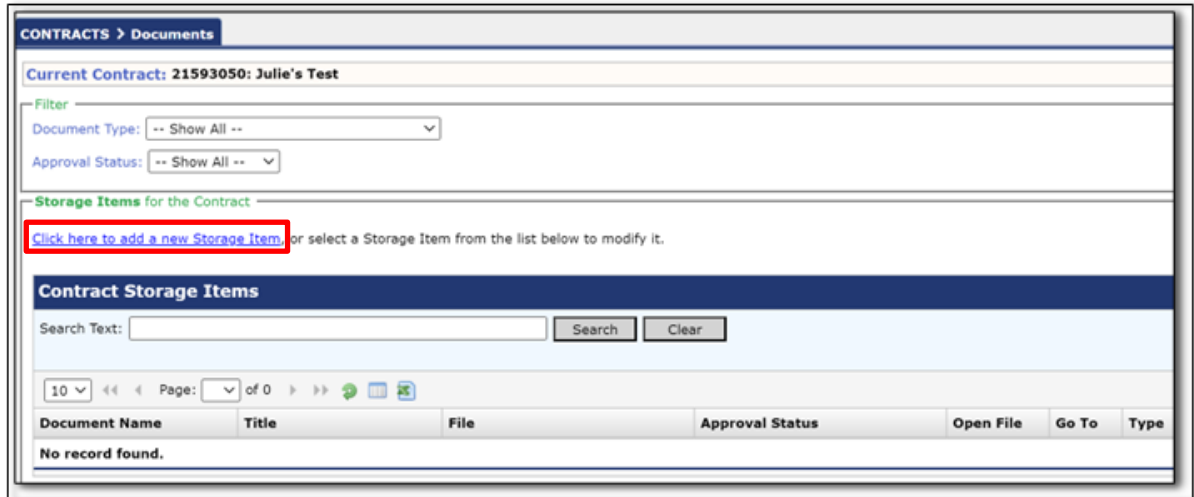 CONTRACTS > Documents
Current Contract: 21593050: Julie's Test
Filter
Document Type: -- Show All --
Approval Status: -- Show All --
Storage Items for the Contract
Click here to add a new Storage Item, or select a Storage Item from the list below to modify it.
Contract Storage Items
Search Text: Search Clear
10 Page: of 0
Document Name Title File Approval Status Open File Go To Type
No record found.